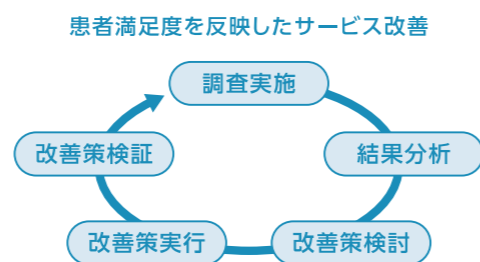 患者満足度を反映したサービス改善
調査実施
結果分析
改善策検討
改善策実行
改善策検証